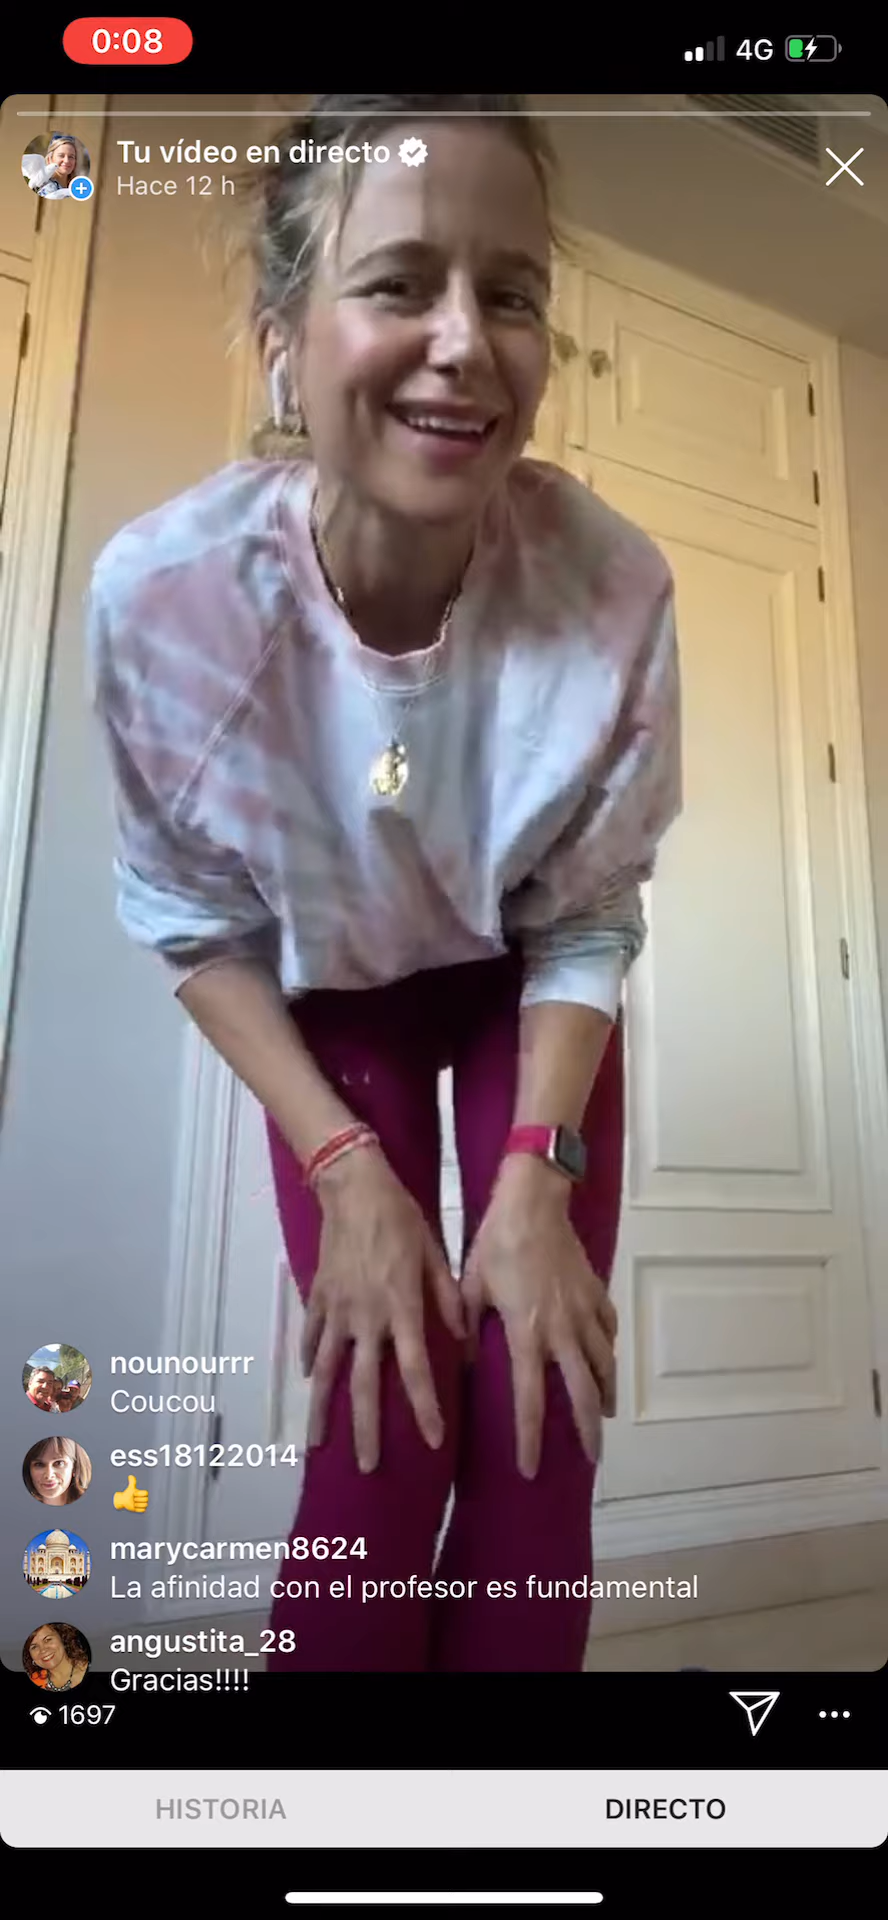 0:08
4G
Tu vídeo en directo
Hace 12 h
nounourrr
Coucou
ess18122014
👍
marycarmen8624
La afinidad con el profesor es fundamental
angustita_28
Gracias!!!!
1697
HISTORIA
DIRECTO